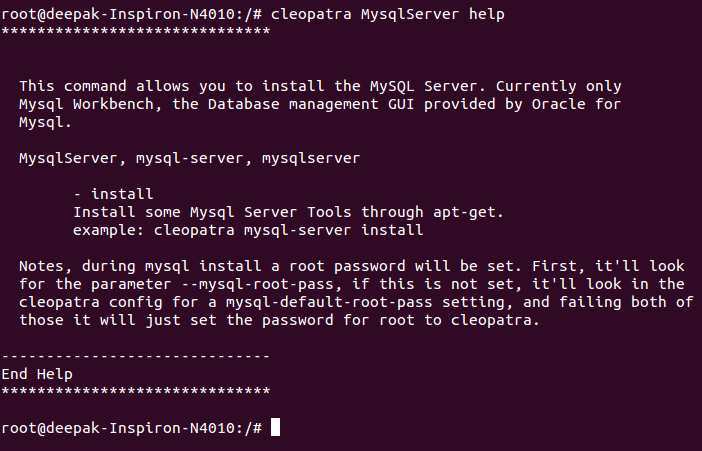 root@deepak-Inspiron-N4010:/# cleopatra MysqlServer help
******************************
This command allows you to install the MySQL Server. Currently only
Mysql Workbench, the Database management GUI provided by Oracle for
Mysql.
MysqlServer, mysql-server, mysqlserver
- install
Install some Mysql Server Tools through apt-get.
example: cleopatra mysql-server install
Notes, during mysql install a root password will be set. First, it'll look
for the parameter --mysql-root-pass, if this is not set, it'll look in the
cleopatra config for a mysql-default-root-pass setting, and failing both of
those it will just set the password for root to cleopatra.
------------------------------
End Help
******************************
root@deepak-Inspiron-N4010:/#